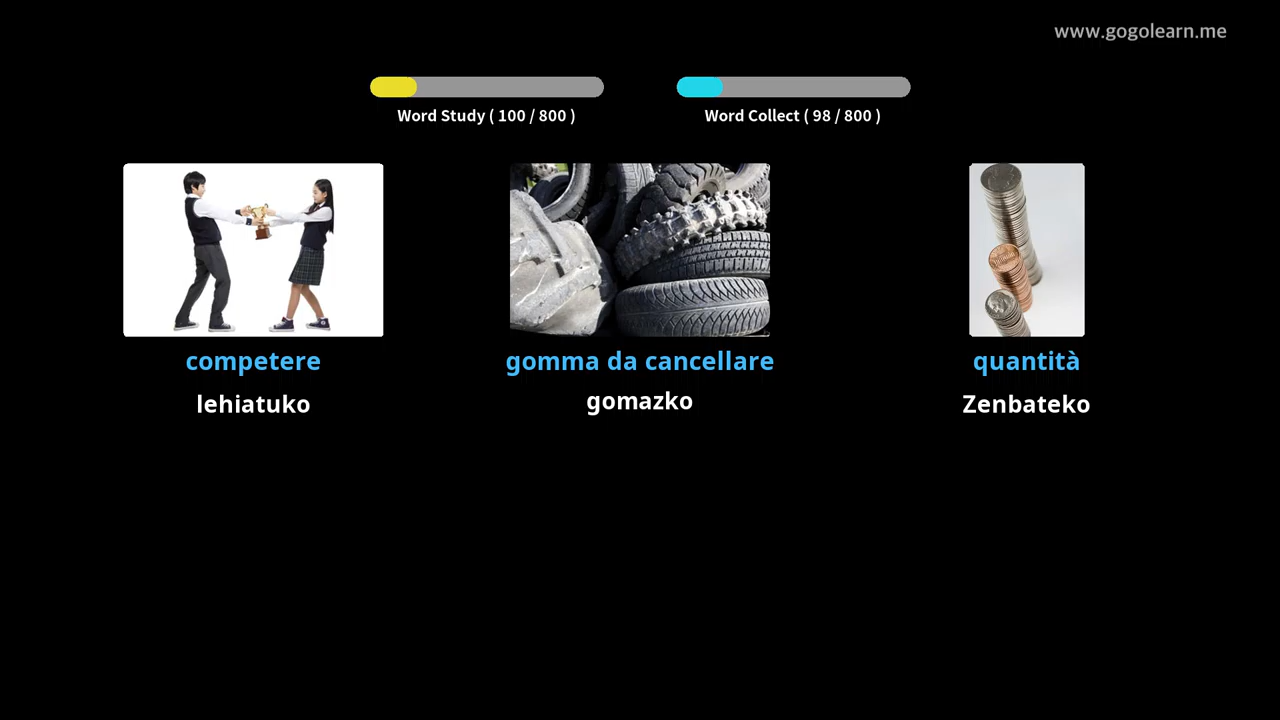 www.gogolearn.me
Word Study ( 100 / 800 )
Word Collect ( 98 / 800 )
competere
gomma da cancellare
quantità
lehiatuko
gomazko
Zenbateko